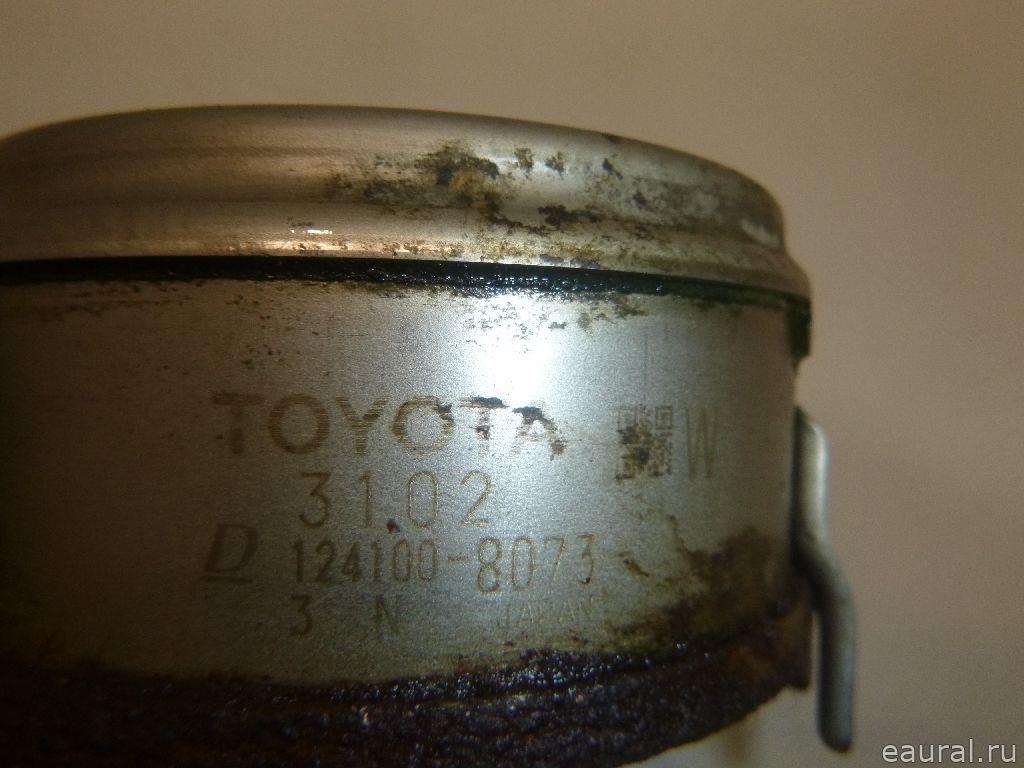 TOYOTA W
3102
D 124100-8073
3 N JAPAN
eaural.ru